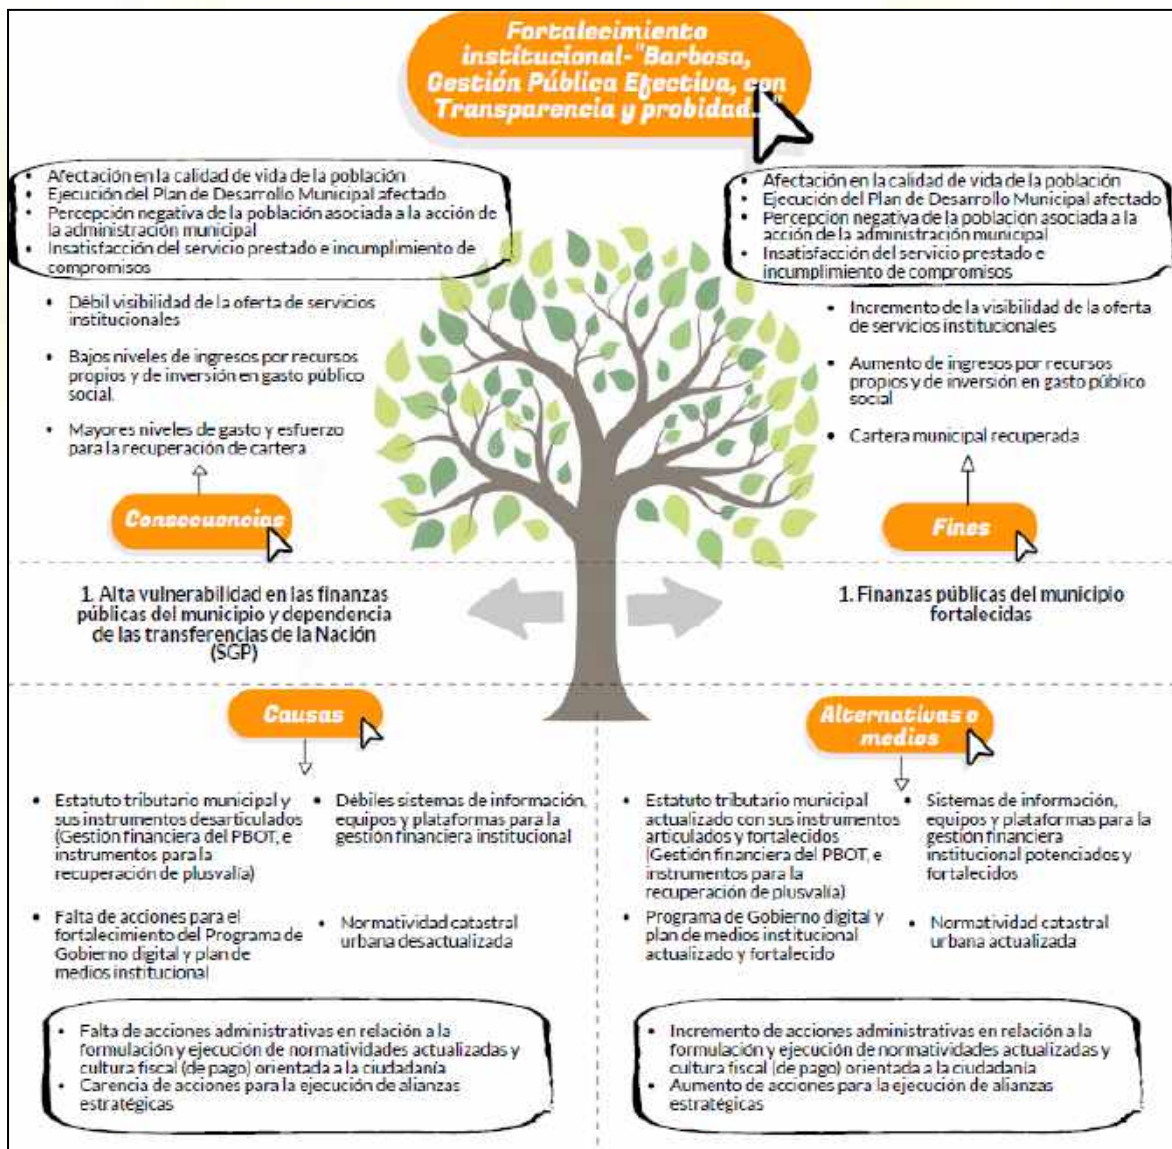 Fortalecimiento
institucional-"Barbosa,
Gestión Pública Efectiva, con
Transparencia y probidad..."
• Afectación en la calidad de vida de la población
• Ejecución del Plan de Desarrollo Municipal afectado
• Percepción negativa de la población asociada a la acción de
la administración municipal
• Insatisfacción del servicio prestado e incumplimiento de
compromisos
• Débil visibilidad de la oferta de servicios
institucionales
• Bajos niveles de ingresos por recursos
propios y de inversión en gasto público
social.
• Mayores niveles de gasto y esfuerzo
para la recuperación de cartera
Consecuencias
• Afectación en la calidad de vida de la población
• Ejecución del Plan de Desarrollo Municipal afectado
• Percepción negativa de la población asociada a la
acción de la administración municipal
• Insatisfacción del servicio prestado e
incumplimiento de compromisos
• Incremento de la visibilidad de la oferta
de servicios institucionales
• Aumento de ingresos por recursos
propios y de inversión en gasto público
social
• Cartera municipal recuperada
Fines
1. Alta vulnerabilidad en las finanzas
públicas del municipio y dependencia
de las transferencias de la Nación
(SGP)
1. Finanzas públicas del municipio
fortalecidas
Causas
• Estatuto tributario municipal y
sus instrumentos desarticulados
(Gestión financiera del PBOT, e
instrumentos para la
recuperación de plusvalía)
• Débiles sistemas de información,
equipos y plataformas para la
gestión financiera institucional
• Falta de acciones para el
fortalecimiento del Programa de
Gobierno digital y plan de
medios institucional
• Normatividad catastral
urbana desactualizada
• Falta de acciones administrativas en relación a la
formulación y ejecución de normatividades actualizadas y
cultura fiscal (de pago) orientada a la ciudadanía
• Carencia de acciones para la ejecución de alianzas
estratégicas
Alternativas o
medios
• Estatuto tributario municipal
actualizado con sus instrumentos
articulados y fortalecidos
(Gestión financiera del PBOT, e
instrumentos para la
recuperación de plusvalía)
• Sistemas de información,
equipos y plataformas para la
gestión financiera
institucional potenciados y
fortalecidos
• Programa de Gobierno digital y
plan de medios institucional
actualizado y fortalecido
• Normatividad catastral
urbana actualizada
• Incremento de acciones administrativas en relación a la
formulación y ejecución de normatividades actualizadas y
cultura fiscal (de pago) orientada a la ciudadanía
• Aumento de acciones para la ejecución de alianzas
estratégicas